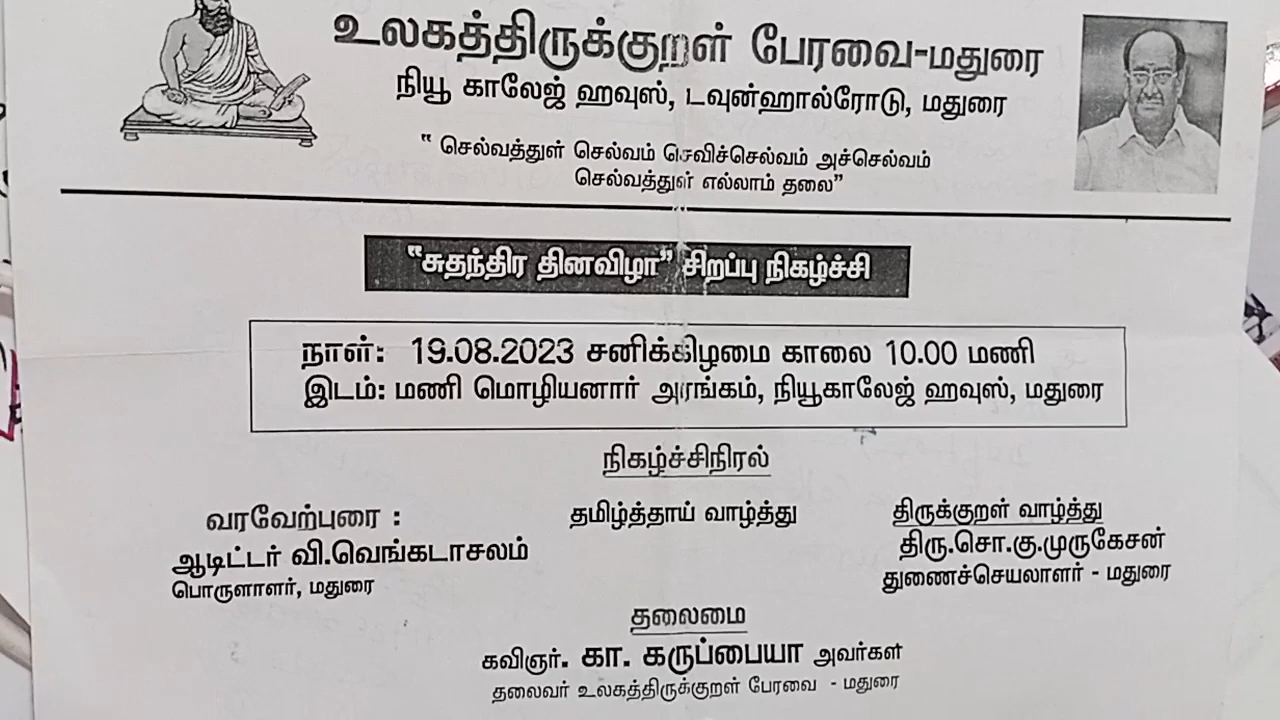 உலகத்திருக்குறள் பேரவை-மதுரை
நியூ காலேஜ் ஹவுஸ், டவுன்ஹால்ரோடு, மதுரை
" செல்வத்துள் செல்வம் செவிச்செல்வம் அச்செல்வம்
செல்வத்துள் எல்லாம் தலை"
"சுதந்திர தினவிழா" சிறப்பு நிகழ்ச்சி
நாள்: 19.08.2023 சனிக்கிழமை காலை 10.00 மணி
இடம்: மணி மொழியனார் அரங்கம், நியூகாலேஜ் ஹவுஸ், மதுரை
நிகழ்ச்சிநிரல்
வரவேற்புரை :
ஆடிட்டர் வி.வெங்கடாசலம்
பொருளாளர், மதுரை
தமிழ்த்தாய் வாழ்த்து
திருக்குறள் வாழ்த்து
திரு.சொ.கு.முருகேசன்
துணைச்செயலாளர் - மதுரை
தலைமை
கவிஞர். கா. கருப்பையா அவர்கள்
தலைவர் உலகத்திருக்குறள் பேரவை - மதுரை